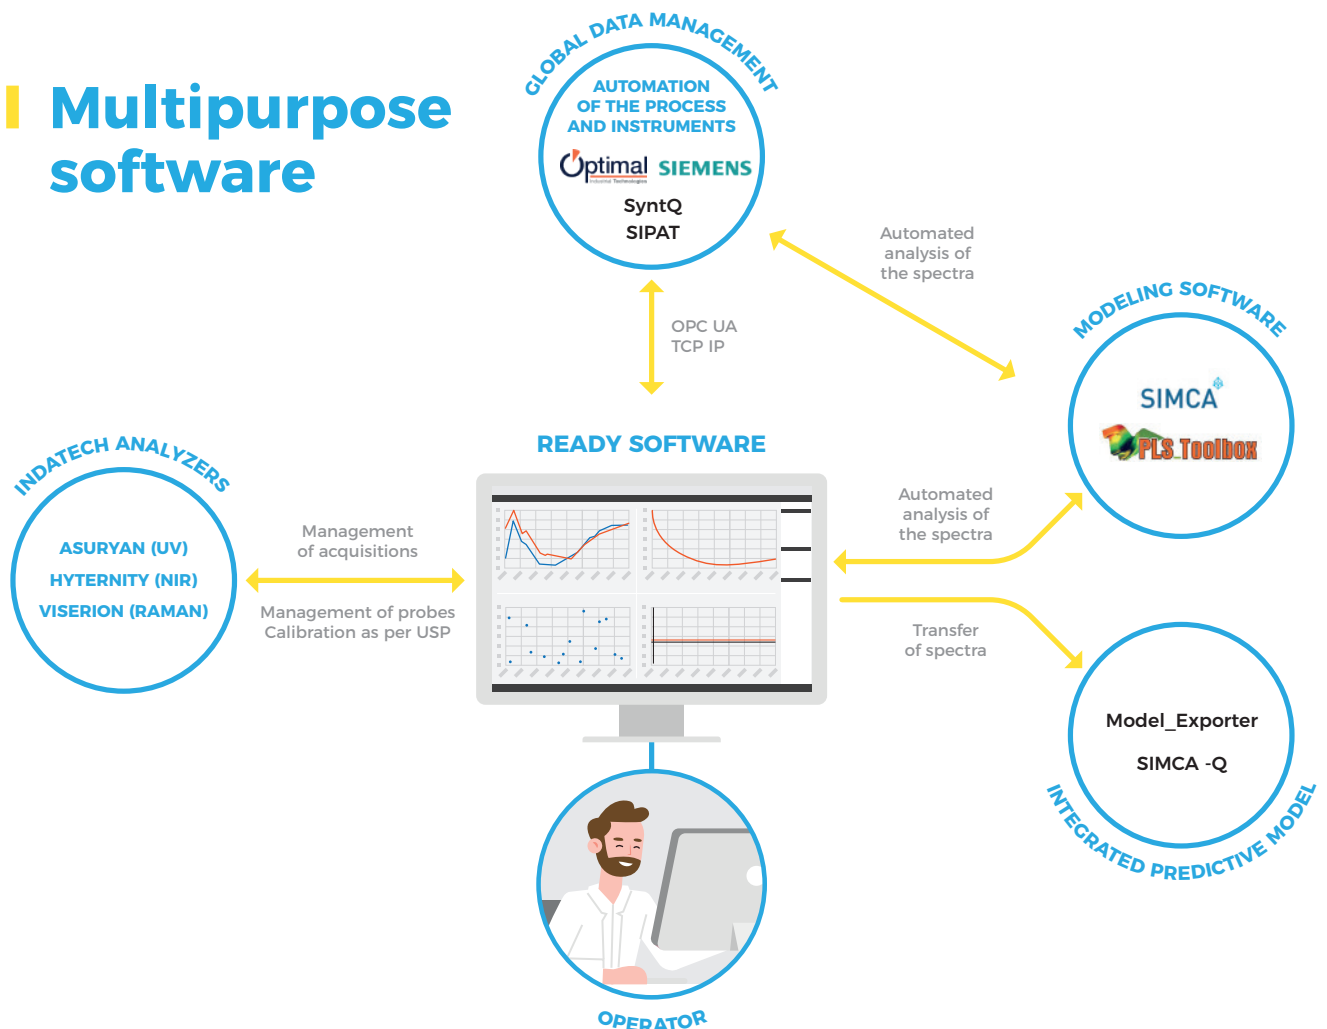 Multipurpose
software
GLOBAL DATA MANAGEMENT
AUTOMATION
OF THE PROCESS
AND INSTRUMENTS
Optimal
Industrial Technologies
SIEMENS
SyntQ
SIPAT
Automated
analysis of
the spectra
OPC UA
TCP IP
MODELING SOFTWARE
SIMCA
PLS_Toolbox
READY SOFTWARE
INDATECH ANALYZERS
ASURYAN (UV)
HYTERNITY (NIR)
VISERION (RAMAN)
Management
of acquisitions
Management of probes
Calibration as per USP
Automated
analysis of
the spectra
Transfer
of spectra
Model_Exporter
SIMCA -Q
INTEGRATED PREDICTIVE MODEL
OPERATOR